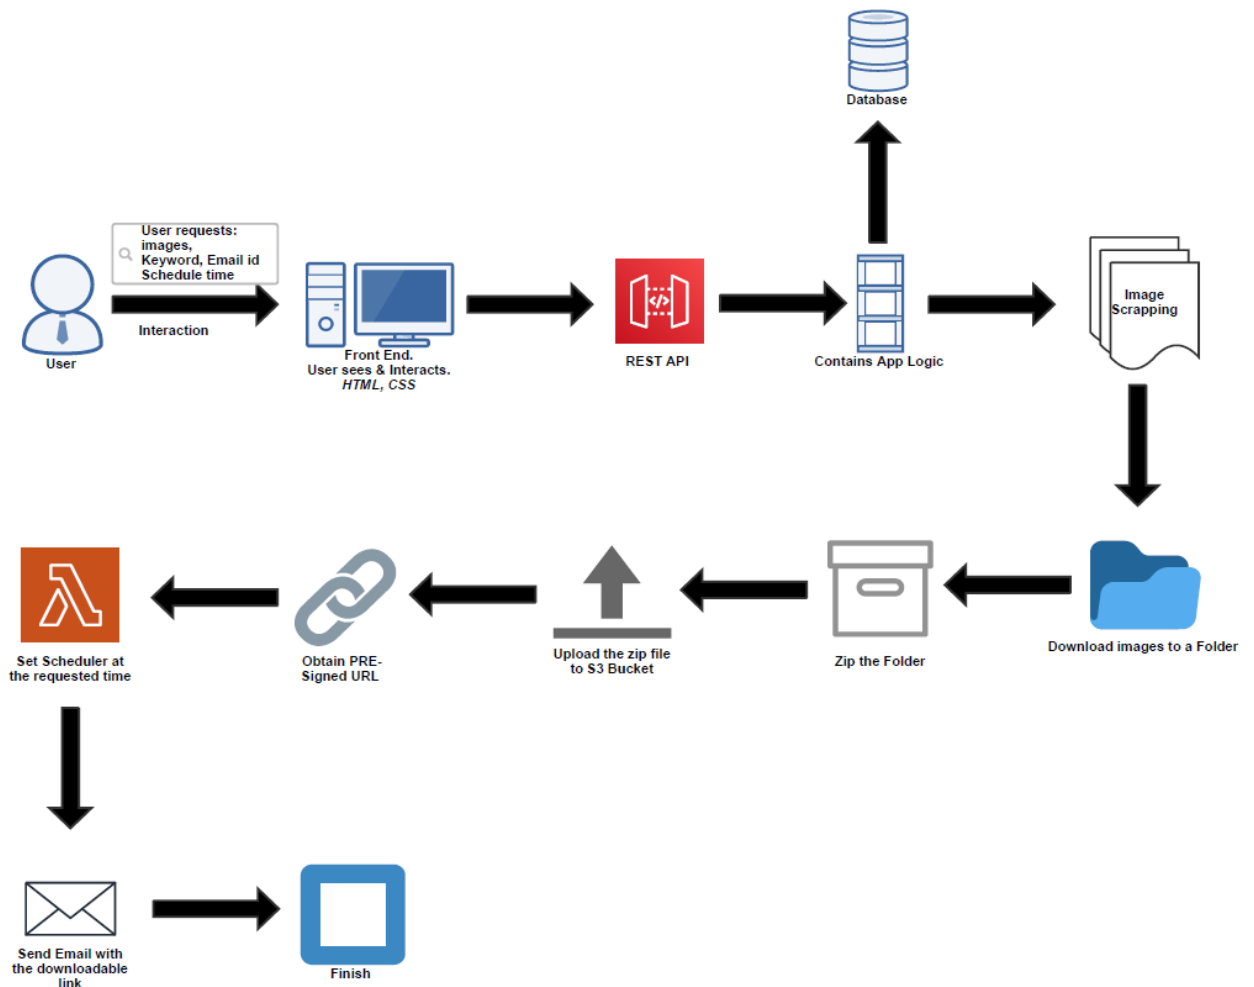 Database
User requests:
images,
Keyword, Email id
Schedule time
Interaction
User
Front End.
User sees & Interacts.
HTML, CSS
REST API
Contains App Logic
Image
Scrapping
Set Scheduler at
the requested time
Obtain PRE-
Signed URL
Upload the zip file
to S3 Bucket
Zip the Folder
Download images to a Folder
Send Email with
the downloadable
link
Finish